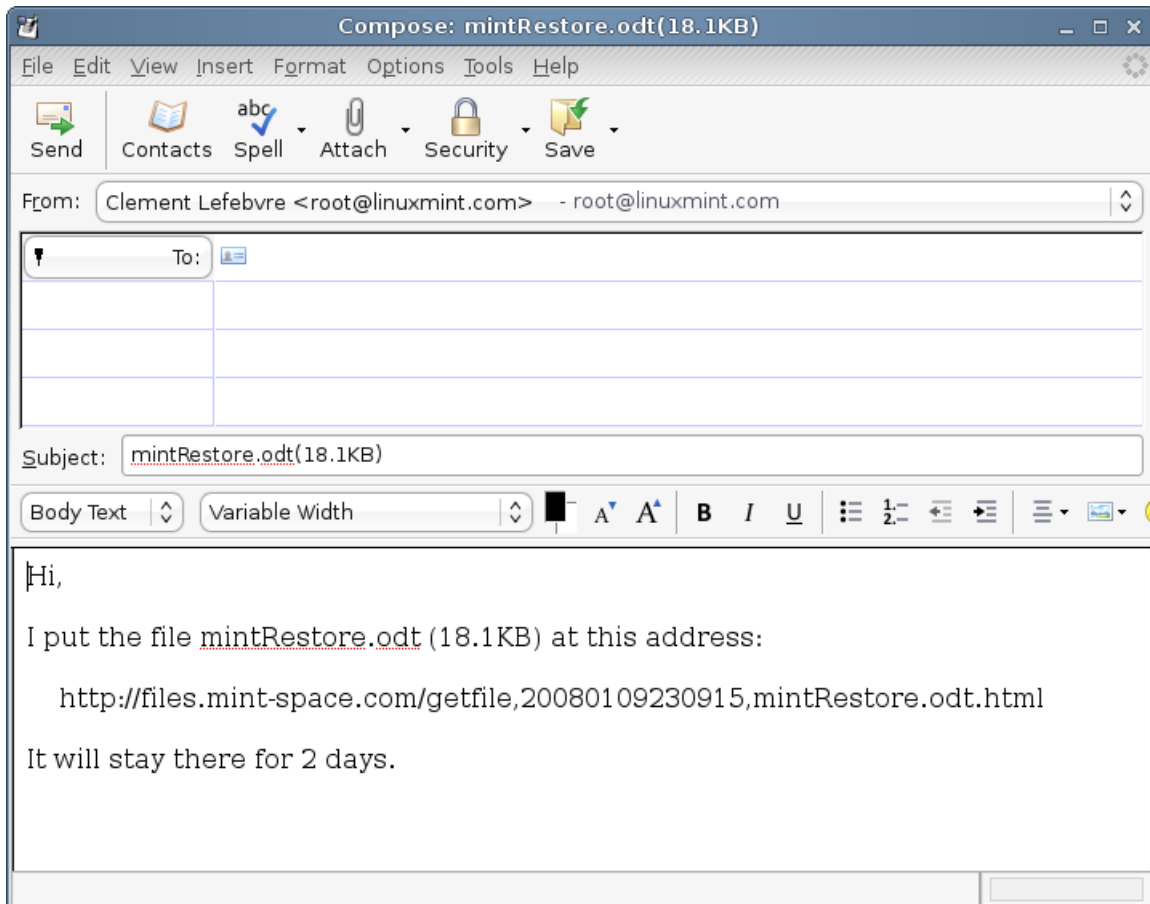 Compose: mintRestore.odt(18.1KB)
File Edit View Insert Format Options Tools Help
abc
Send Contacts Spell Attach Security Save
From: Clement Lefebvre <root@linuxmint.com> - root@linuxmint.com
To:
Subject: mintRestore.odt(18.1KB)
Body Text Variable Width A A B I U
Hi,
I put the file mintRestore.odt (18.1KB) at this address:
http://files.mint-space.com/getfile,20080109230915,mintRestore.odt.html
It will stay there for 2 days.